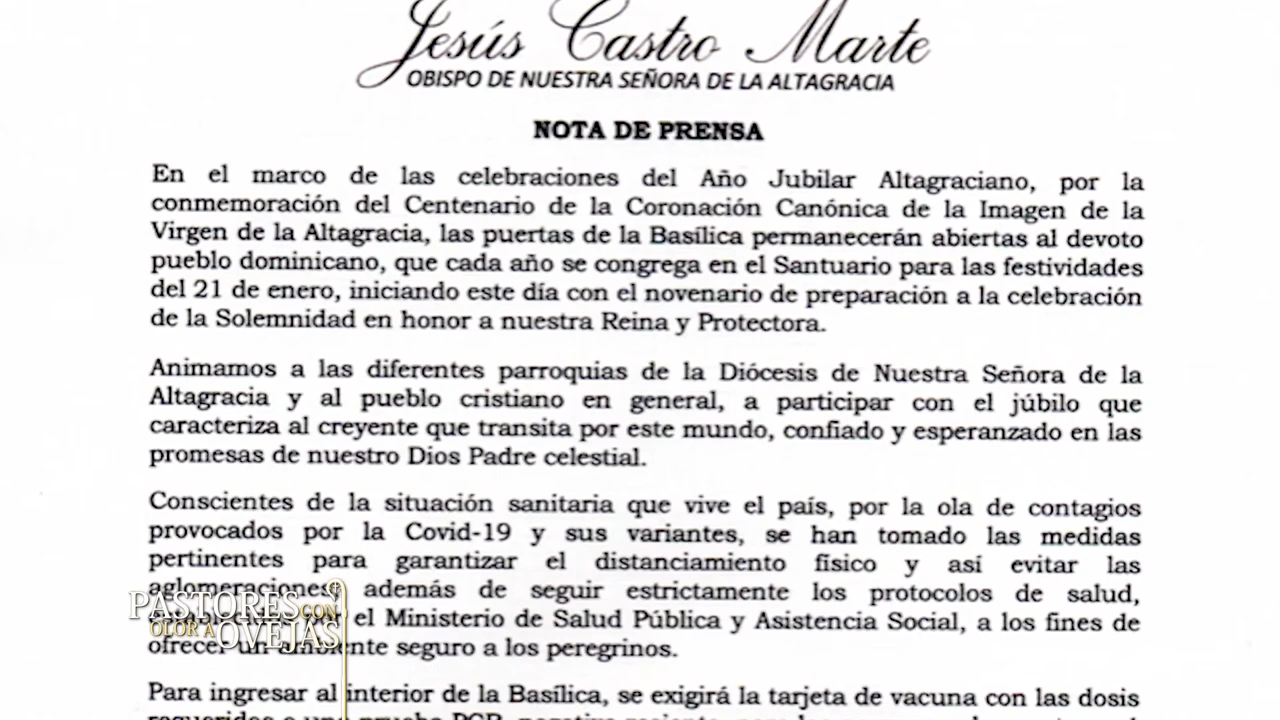 Jesús Castro Marte
OBISPO DE NUESTRA SEÑORA DE LA ALTAGRACIA
NOTA DE PRENSA
En el marco de las celebraciones del Año Jubilar Altagraciano, por la
conmemoración del Centenario de la Coronación Canónica de la Imagen de la
Virgen de la Altagracia, las puertas de la Basílica permanecerán abiertas al devoto
pueblo dominicano, que cada año se congrega en el Santuario para las festividades
del 21 de enero, iniciando este día con el novenario de preparación a la celebración
de la Solemnidad en honor a nuestra Reina y Protectora.
Animamos a las diferentes parroquias de la Diócesis de Nuestra Señora de la
Altagracia y al pueblo cristiano en general, a participar con el júbilo que
caracteriza al creyente que transita por este mundo, confiado y esperanzado en las
promesas de nuestro Dios Padre celestial.
Conscientes de la situación sanitaria que vive el país, por la ola de contagios
provocados por la Covid-19 y sus variantes, se han tomado las medidas
pertinentes para garantizar el distanciamiento físico y así evitar las
aglomeraciones, además de seguir estrictamente los protocolos de salud,
el Ministerio de Salud Pública y Asistencia Social, a los fines de
ofrecer un ambiente seguro a los peregrinos.
Para ingresar al interior de la Basílica, se exigirá la tarjeta de vacuna con las dosis
PASTORES CON
OLOR A OVEJAS